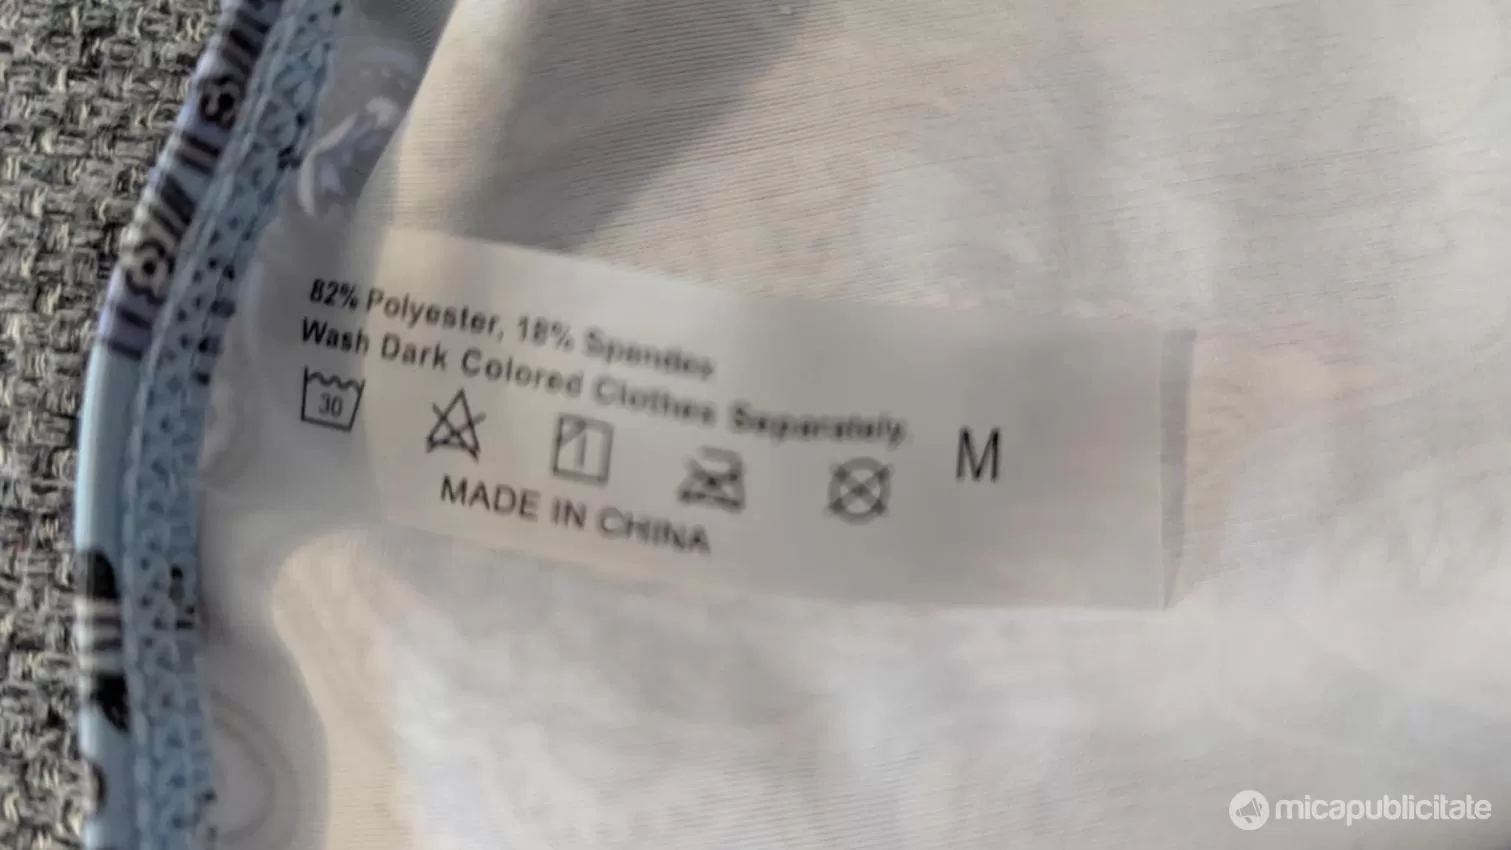 82% Polyester, 18% Spandex
Wash Dark Colored Clothes Separately.
30
M
MADE IN CHINA
micapublicitate